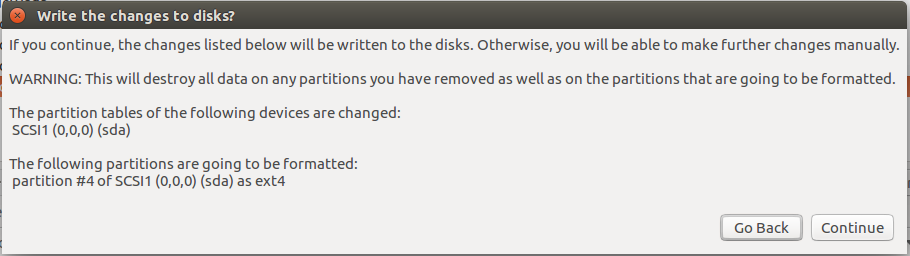 Write the changes to disks?
If you continue, the changes listed below will be written to the disks. Otherwise, you will be able to make further changes manually.
WARNING: This will destroy all data on any partitions you have removed as well as on the partitions that are going to be formatted.
The partition tables of the following devices are changed:
SCSI1 (0,0,0) (sda)
The following partitions are going to be formatted:
partition #4 of SCSI1 (0,0,0) (sda) as ext4
Go Back
Continue